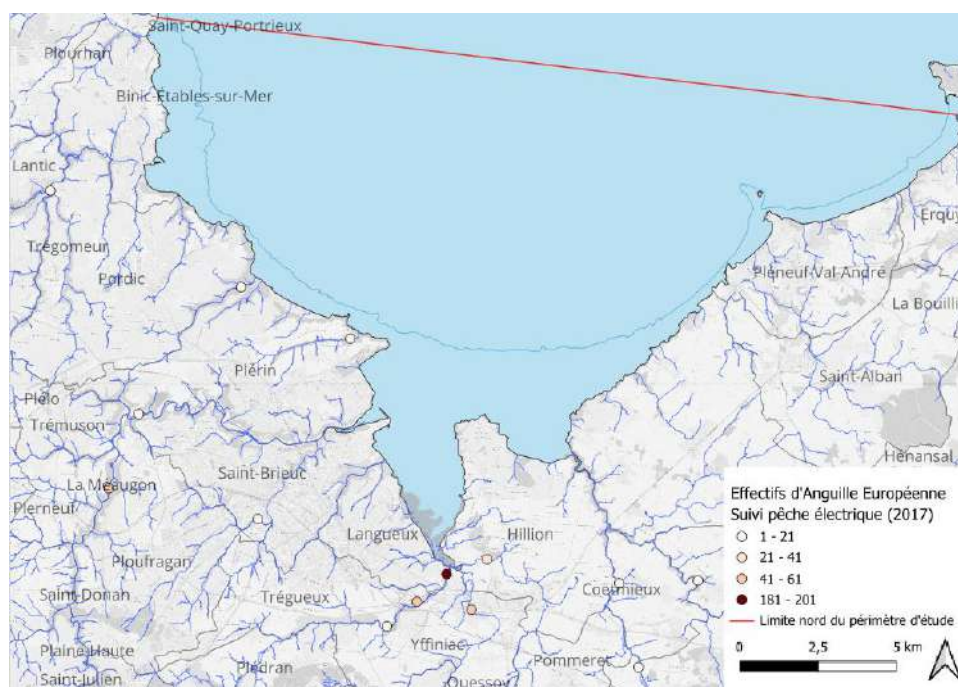 Saint-Quay-Portrieux
Plourhan
Binic-Étables-sur-Mer
Lantic
Erquy
Trégomeur
Pordic
Pléneuf-Val-André
La Bouilli
Plérin
Saint-Alban
Plélo
Trémuson
Hénansal
Saint-Brieuc
La Méaugon
Plerneuf
Langueux
Hillion
Ploufragan
Coëtmieux
Saint-Donan
Trégueux
Yffiniac
Plaine-Haute
Plédran
Pommeret
Saint-Julien
Quessoy
Effectifs d'Anguille Européenne
Suivi pêche électrique (2017)
1 - 21
21 - 41
41 - 61
181 - 201
Limite nord du périmètre d'étude
0 2,5 5 km